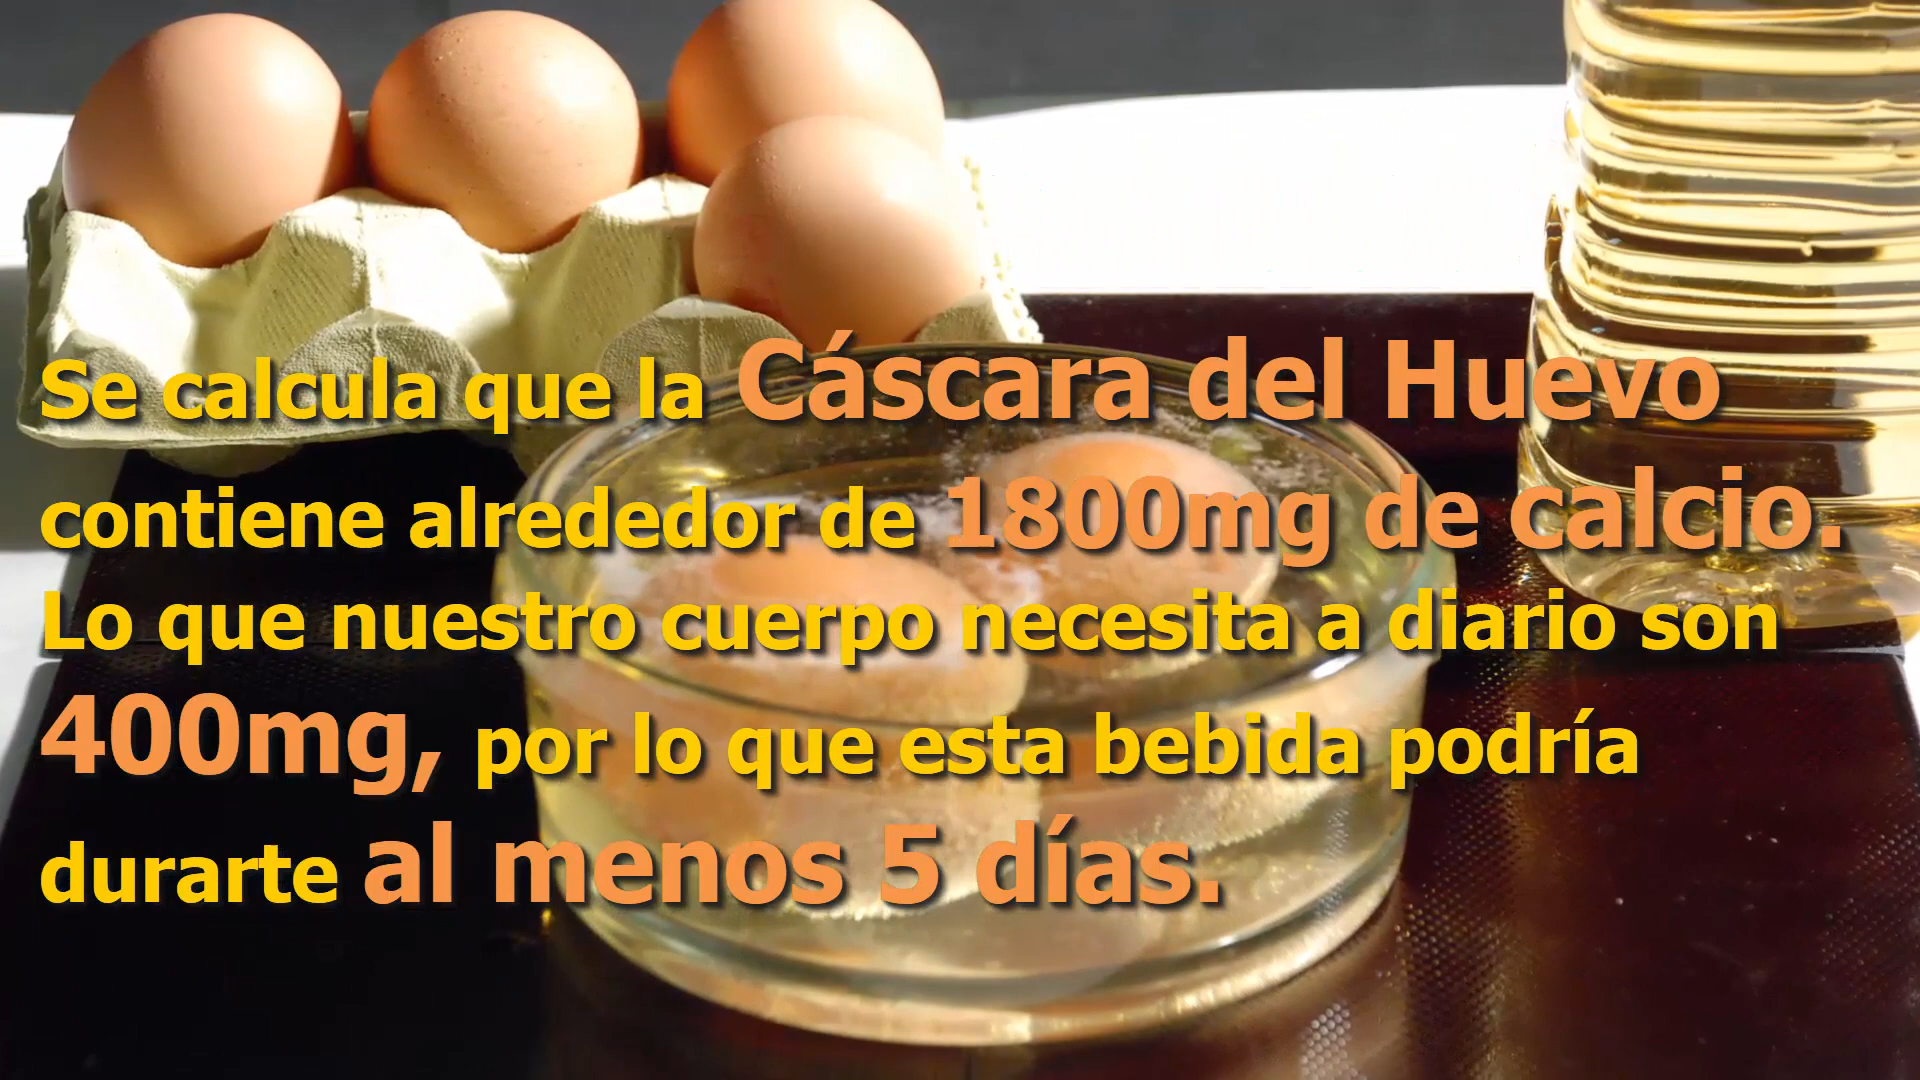 Se calcula que la Cáscara del Huevo
contiene alrededor de 1800mg de calcio.
Lo que nuestro cuerpo necesita a diario son
400mg, por lo que esta bebida podría
durarte al menos 5 días.